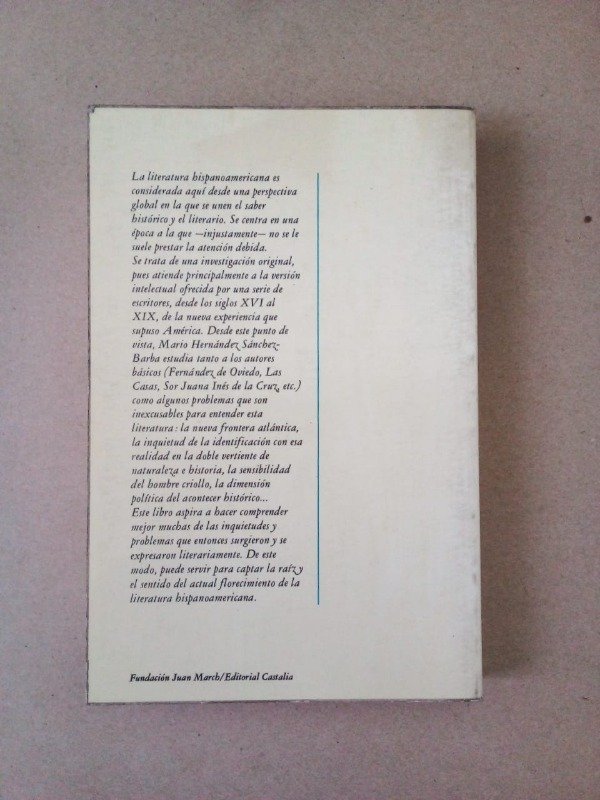 La literatura hispanoamericana es
considerada aquí desde una perspectiva
global en la que se unen el saber
histórico y el literario. Se centra en una
época a la que —injustamente— no se le
suele prestar la atención debida.
Se trata de una investigación original,
pues atiende principalmente a la versión
intelectual ofrecida por una serie de
escritores, desde los siglos XVI al
XIX, de la nueva experiencia que
supuso América. Desde este punto de
vista, Mario Hernández Sánchez-
Barba estudia tanto a los autores
básicos (Fernández de Oviedo, Las
Casas, Sor Juana Inés de la Cruz, etc.)
como algunos problemas que son
inexcusables para entender esta
literatura: la nueva frontera atlántica,
la inquietud de la identificación con esa
realidad en la doble vertiente de
naturaleza e historia, la sensibilidad
del hombre criollo, la dimensión
política del acontecer histórico...
Este libro aspira a hacer comprender
mejor muchas de las inquietudes y
problemas que entonces surgieron y se
expresaron literariamente. De este
modo, puede servir para captar la raíz y
el sentido del actual florecimiento de la
literatura hispanoamericana.
Fundación Juan March/Editorial Castalia